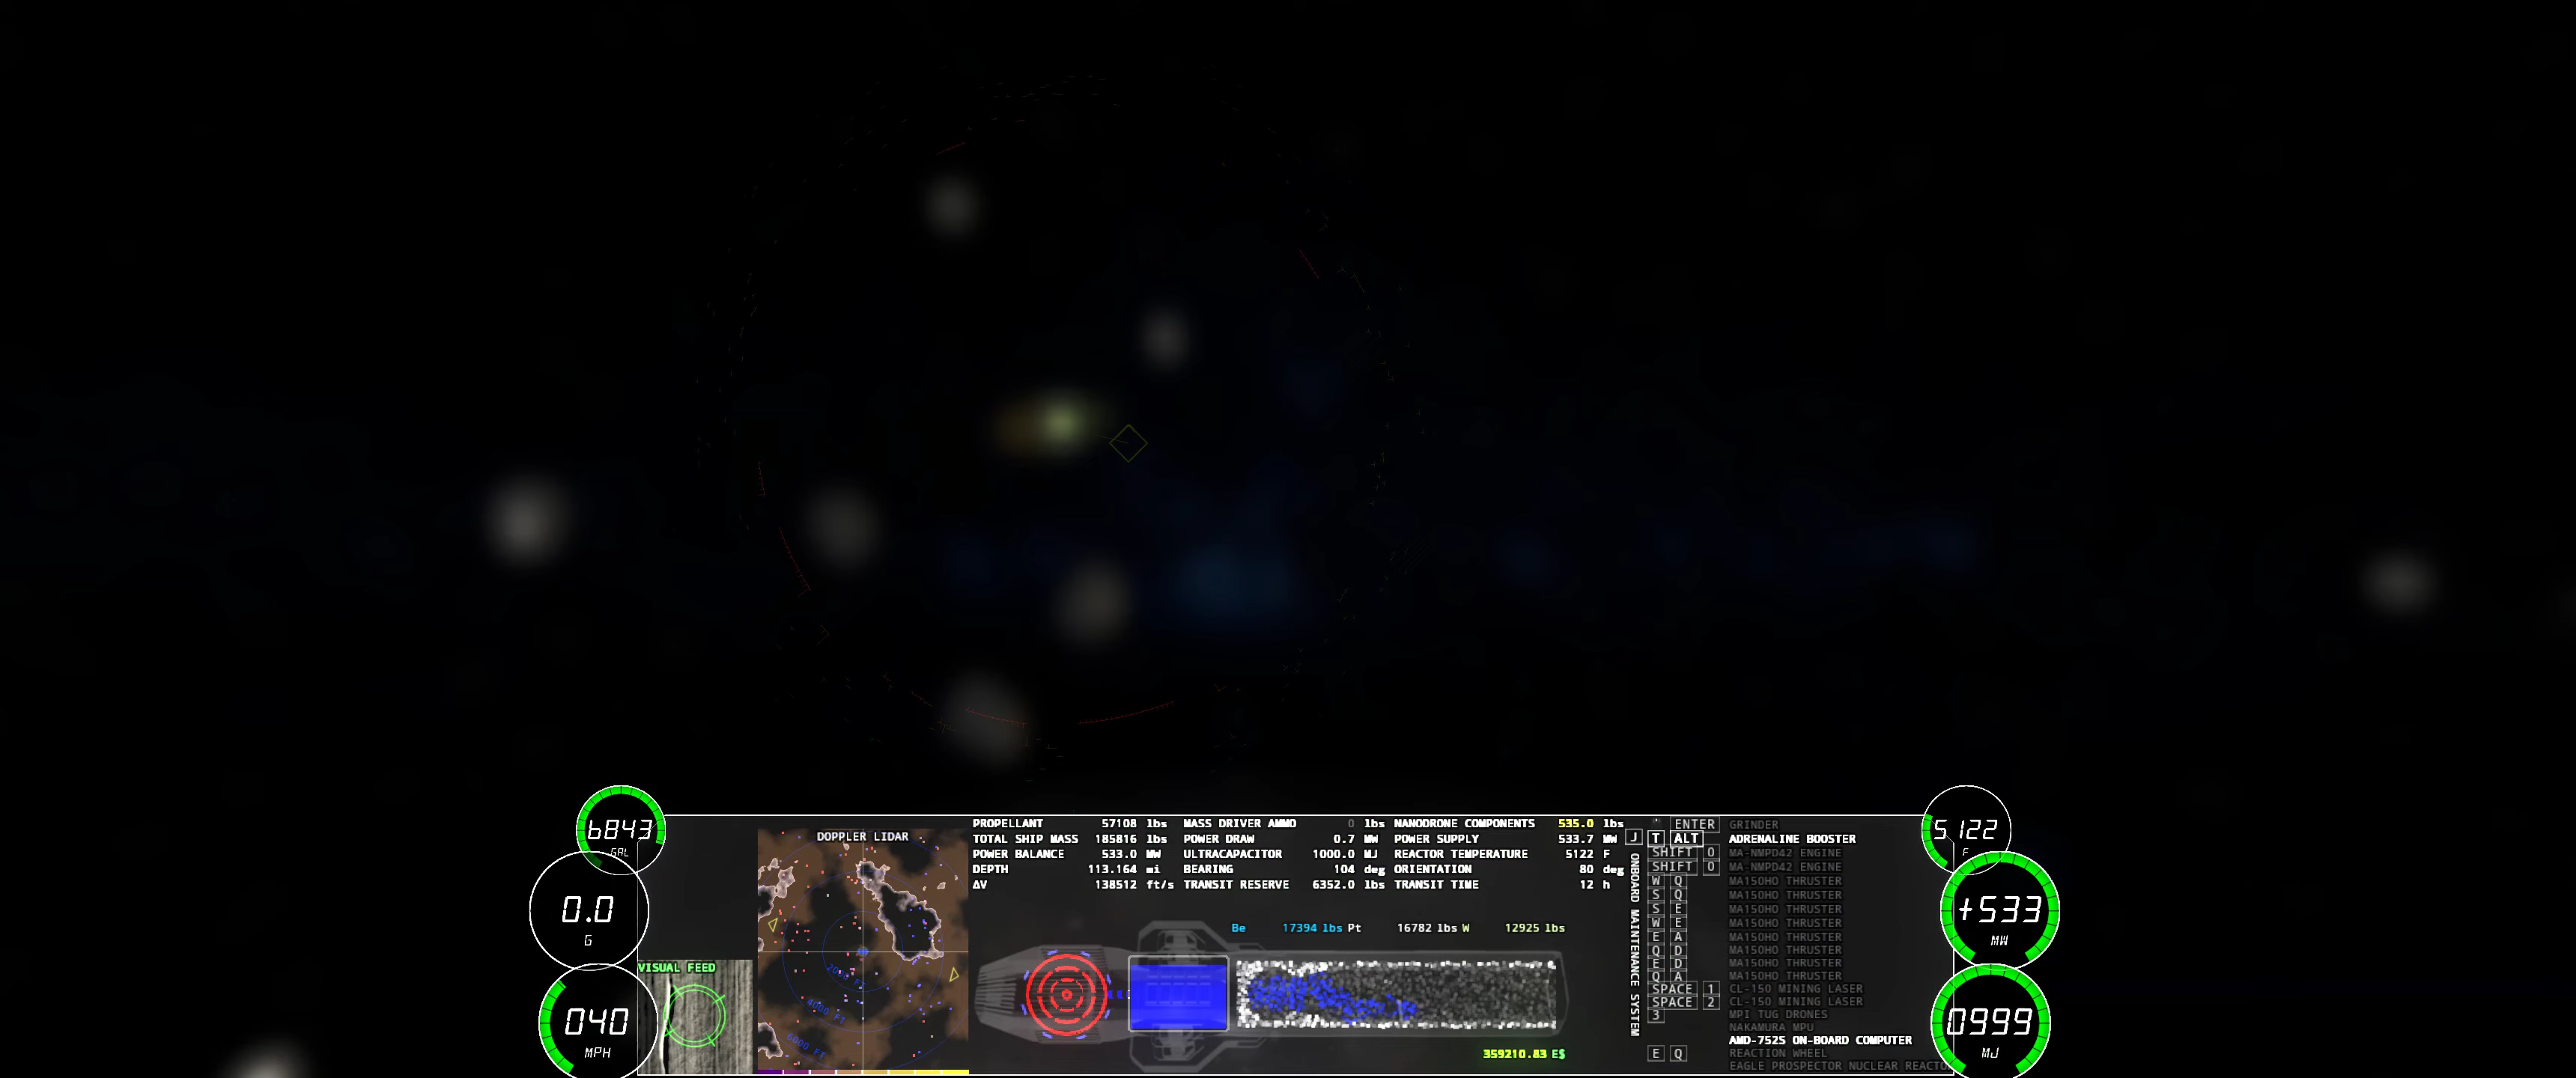 6843
GAL
0.0
G
040
MPH
VISUAL FEED
DOPPLER LIDAR
2000 FT
4000 FT
6000 FT
PROPELLANT 57108 lbs MASS DRIVER AMMO 0 lbs NANODRONE COMPONENTS 535.0 lbs
TOTAL SHIP MASS 185816 lbs POWER DRAW 0.7 MW POWER SUPPLY 533.7 MW
POWER BALANCE 533.0 MW ULTRACAPACITOR 1000.0 MJ REACTOR TEMPERATURE 5122 F
DEPTH 113.164 mi BEARING 104 deg ORIENTATION 80 deg
ΔV 138512 ft/s TRANSIT RESERVE 6352.0 lbs TRANSIT TIME 12 h
Be 17394 lbs Pt 16782 lbs W 12925 lbs
359210.83 E$
J
ONBOARD MAINTENANCE SYSTEM
ENTER GRINDER
T ALT ADRENALINE BOOSTER
SHIFT 0 MA-NMPD42 ENGINE
SHIFT 0 MA-NMPD42 ENGINE
W Q MA150HO THRUSTER
S Q MA150HO THRUSTER
S E MA150HO THRUSTER
W E MA150HO THRUSTER
E A MA150HO THRUSTER
Q D MA150HO THRUSTER
E D MA150HO THRUSTER
Q A MA150HO THRUSTER
SPACE 1 CL-150 MINING LASER
SPACE 2 CL-150 MINING LASER
3 MPI TUG DRONES
NAKAMURA MPU
AMD-752S ON-BOARD COMPUTER
E Q REACTION WHEEL
EAGLE PROSPECTOR NUCLEAR REACTO
5122
F
+533
MW
0999
MJ